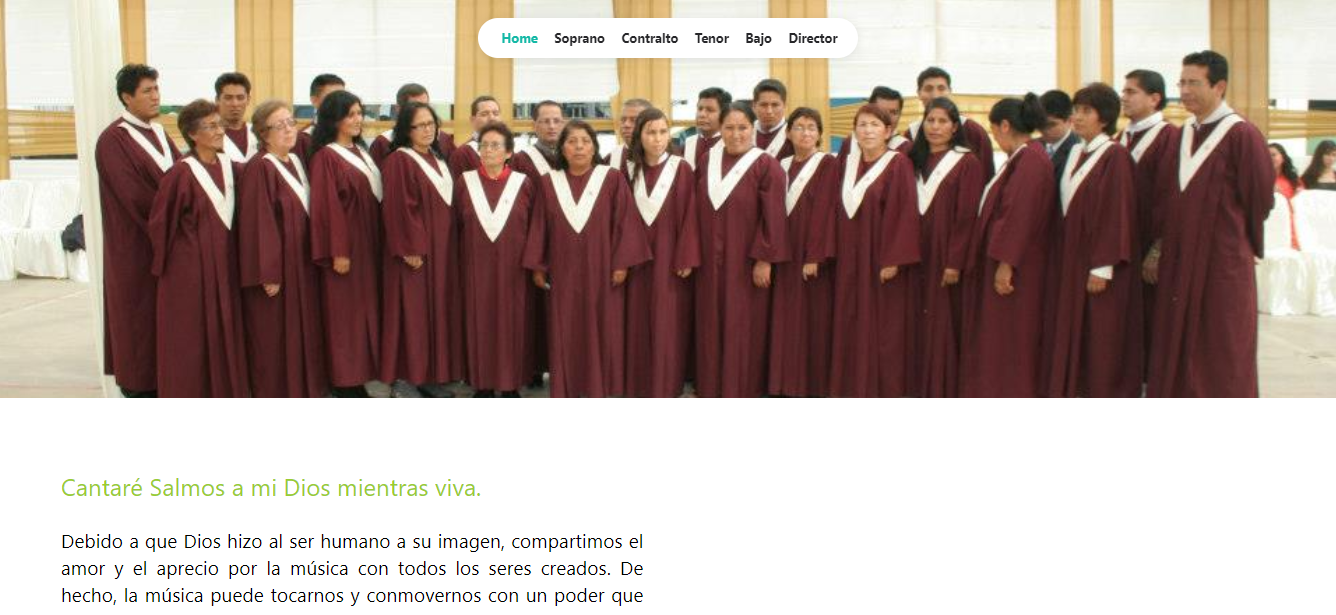 Home Soprano Contralto Tenor Bajo Director
Cantaré Salmos a mi Dios mientras viva.
Debido a que Dios hizo al ser humano a su imagen, compartimos el
amor y el aprecio por la música con todos los seres creados. De
hecho, la música puede tocarnos y conmovernos con un poder que